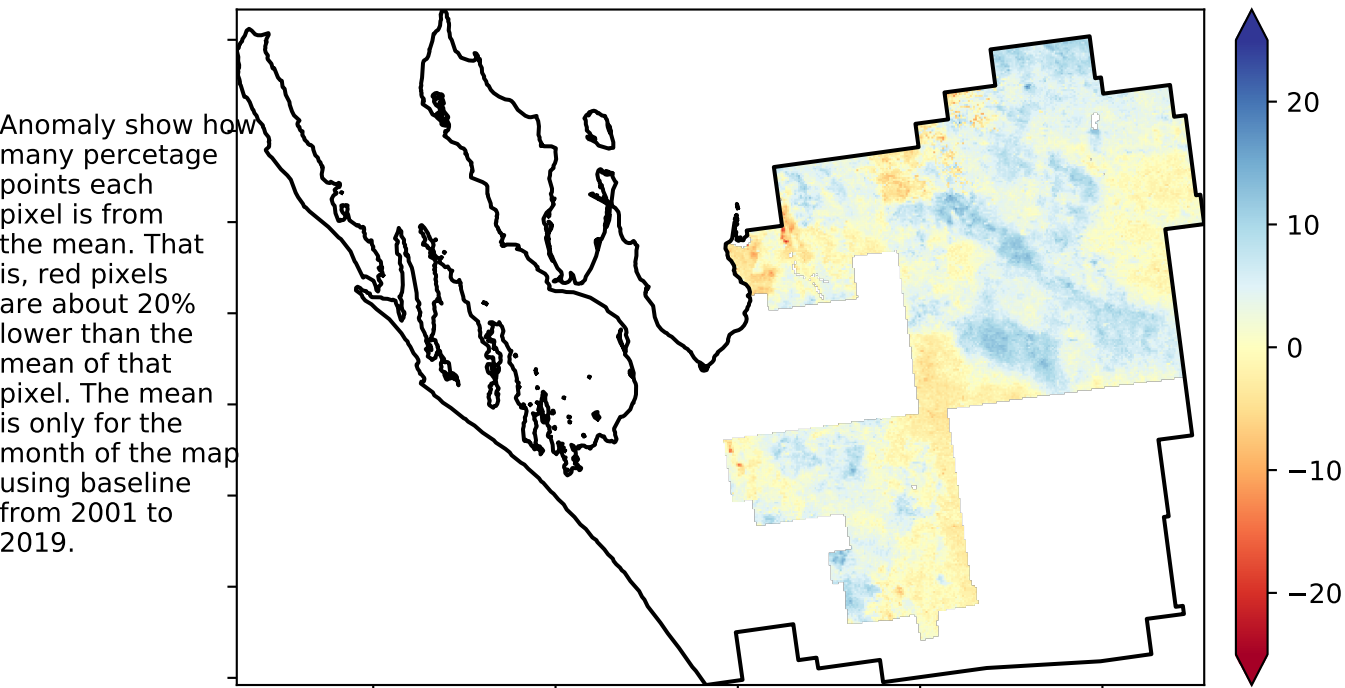 Anomaly show how
many percetage
points each
pixel is from
the mean. That
is, red pixels
are about 20%
lower than the
mean of that
pixel. The mean
is only for the
month of the map
using baseline
from 2001 to
2019.
20
10
0
−10
−20